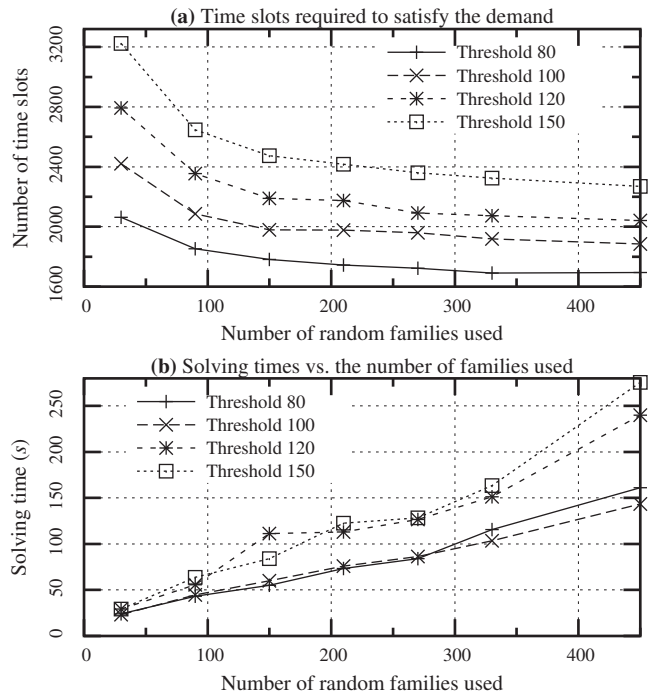 (a) Time slots required to satisfy the demand
Number of time slots
3200
2800
2400
2000
1600
Threshold 80
Threshold 100
Threshold 120
Threshold 150
0 100 200 300 400
Number of random families used
(b) Solving times vs. the number of families used
Solving time (s)
250
200
150
100
50
0
Threshold 80
Threshold 100
Threshold 120
Threshold 150
0 100 200 300 400
Number of random families used